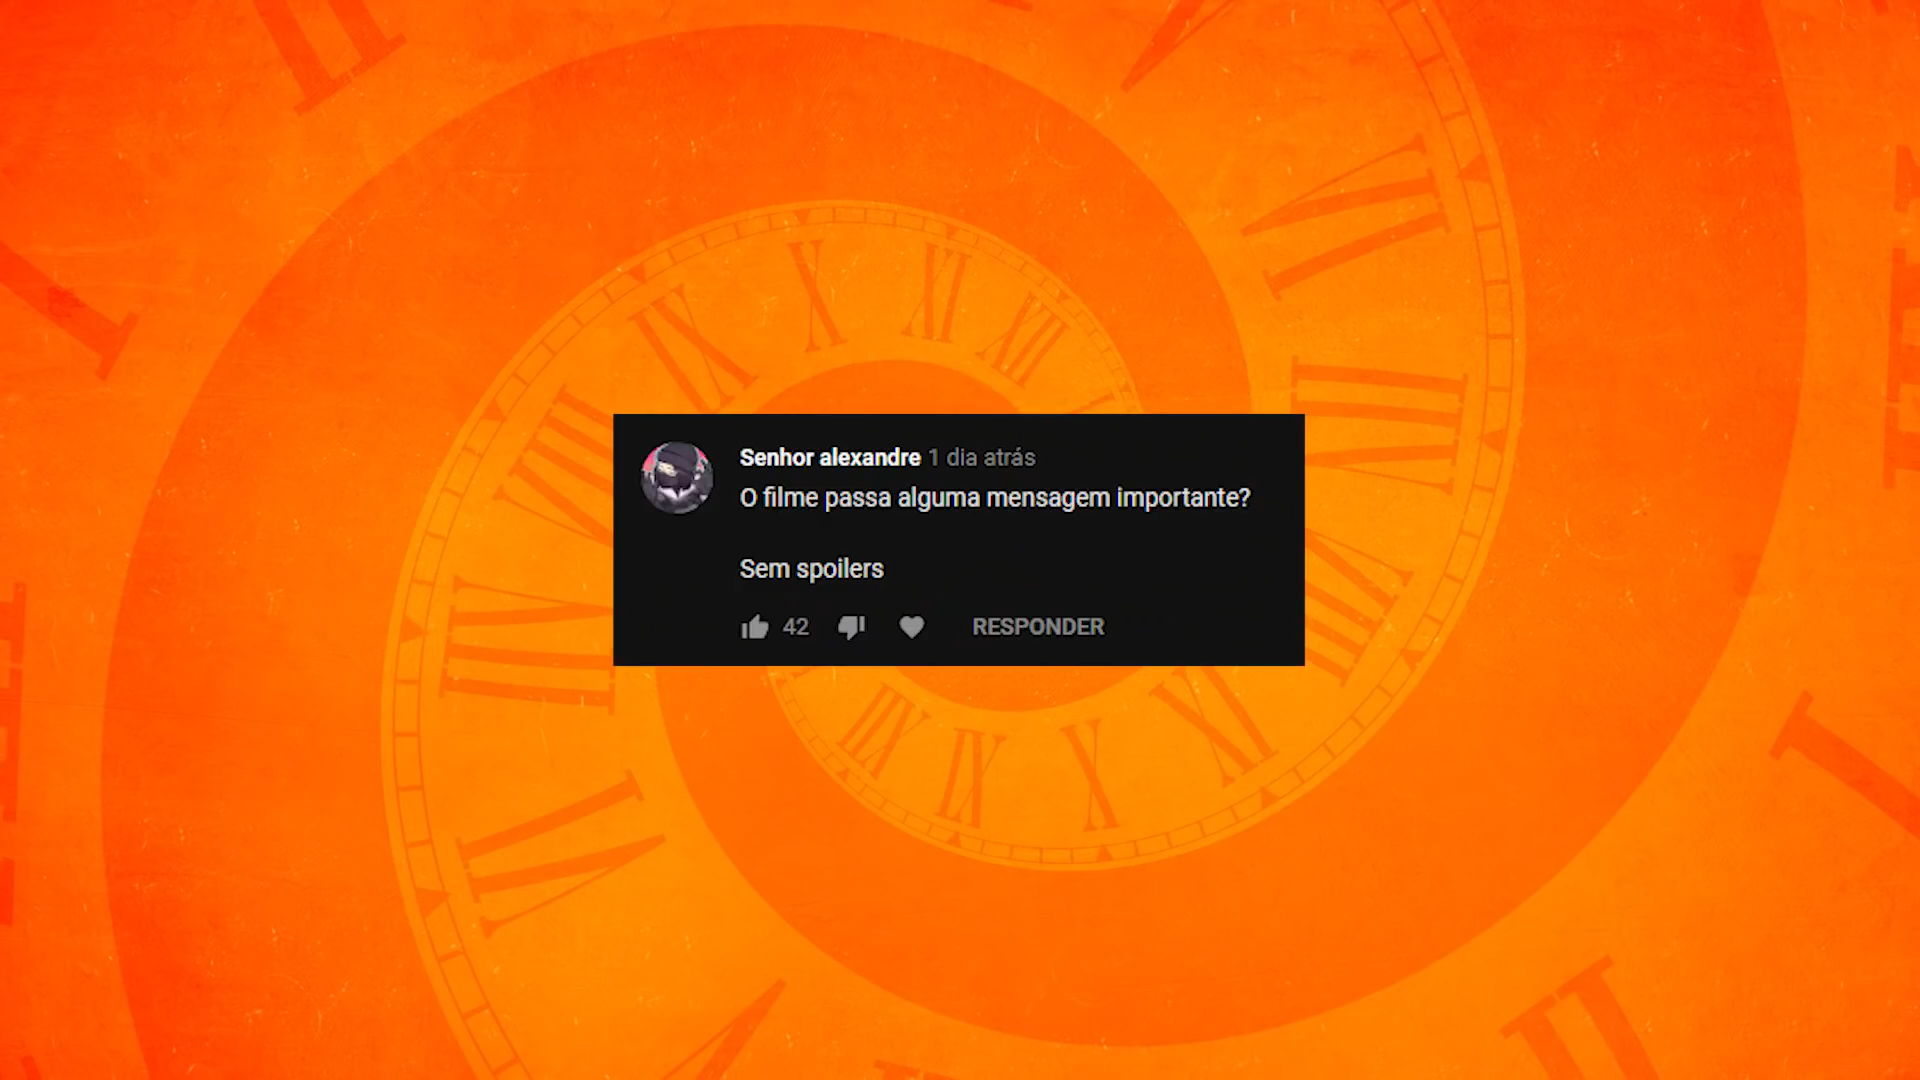 Senhor alexandre 1 dia atrás
O filme passa alguma mensagem importante?
Sem spoilers
42 RESPONDER